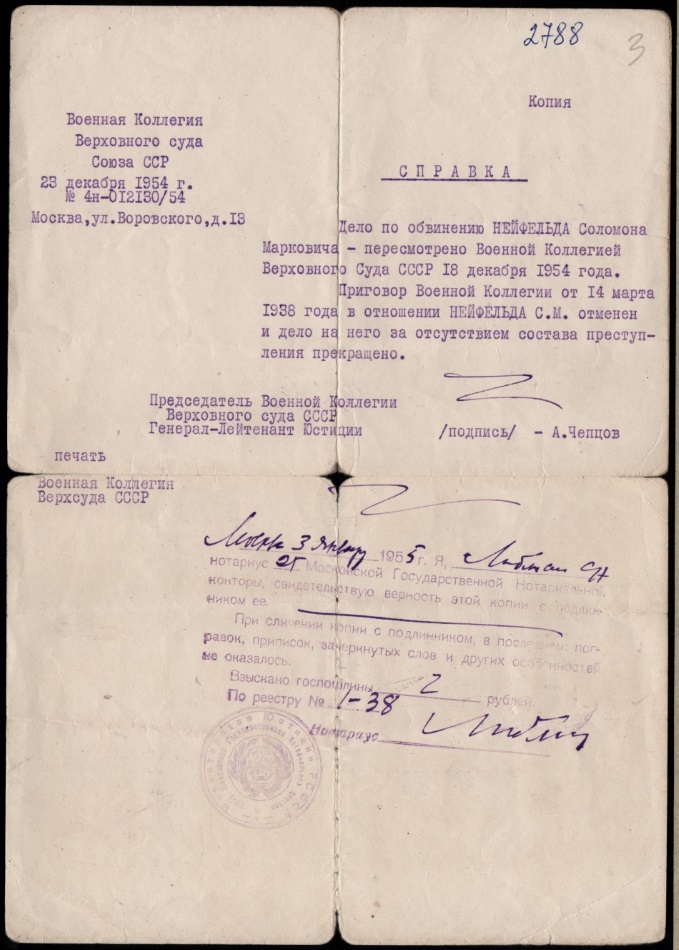 2788
3
Копия
Военная Коллегия
Верховного суда
Союза ССР
23 декабря 1954 г.
№ 4н-012130/54
Москва,ул.Воровского,д.13
СПРАВКА
Дело по обвинению НЕЙФЕЛЬДА Соломона
Марковича – пересмотрено Военной Коллегией
Верховного Суда СССР 18 декабря 1954 года.
Приговор Военной Коллегии от 14 марта
1938 года в отношении НЕЙФЕЛЬДА С.М. отменен
и дело на него за отсутствием состава преступ-
ления прекращено.
Председатель Военной Коллегии
Верховного суда СССР
Генерал-Лейтенант Юстиции /подпись/ – А.Чепцов
печать
Военная Коллегия
Верхсуда СССР
3 январ 1955 г. Я, Либман
нотариус 21 Московской Государственной Нотариальной
конторы, свидетельствую верность этой копии с подлин-
ником ее.
При сличении копии с подлинником, в последнем поп-
равок, приписок, зачеркнутых слов и других особенностей
не оказалось.
Взыскано госпошлины 2 рублей.
По реестру № 1-38
Нотариус